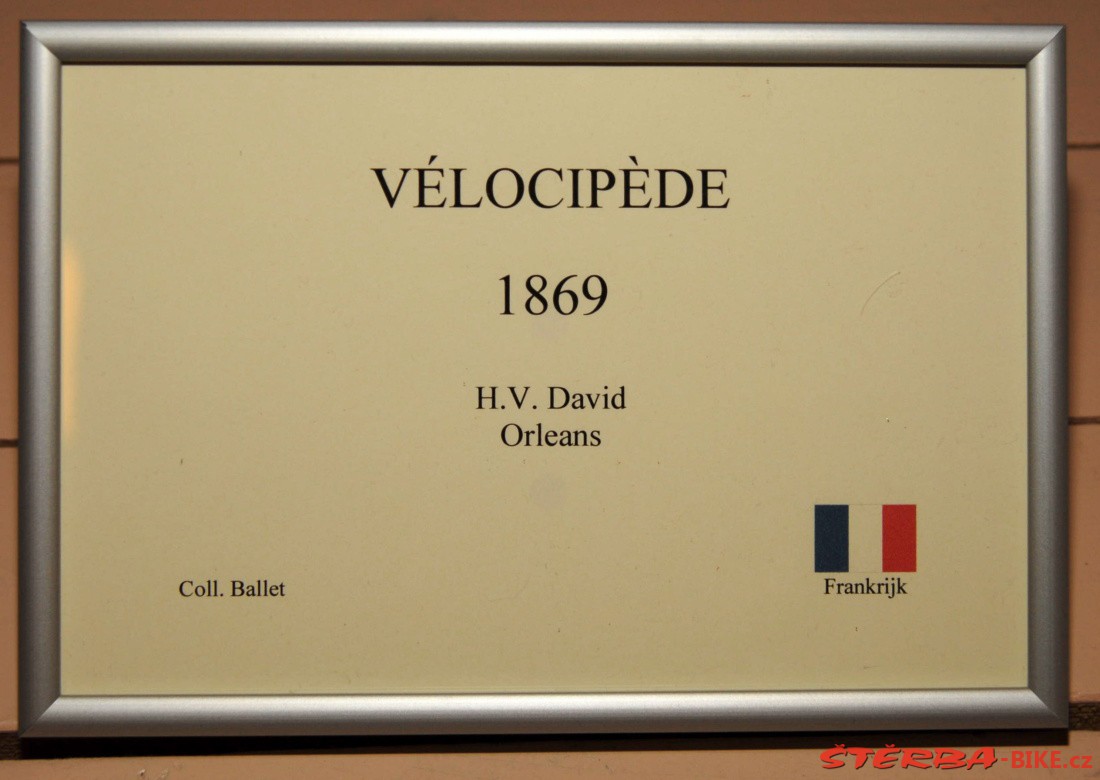 VÉLOCIPÈDE
1869
H.V. David
Orleans
Coll. Ballet
Frankrijk
ŠTĚRBA-BIKE.cz